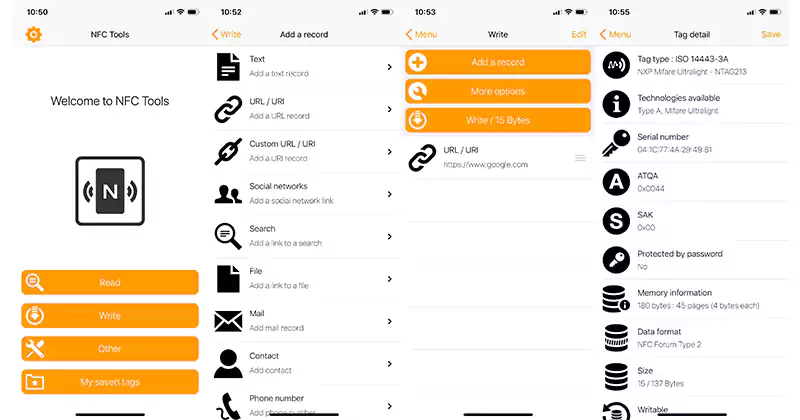 10:50
NFC Tools
Welcome to NFC Tools
N
Read
Write
Other
My saved tags
10:52
Write
Add a record
Text
Add a text record
URL / URI
Add a URL record
Custom URL / URI
Add a URI record
Social networks
Add a social network link
Search
Add a link to a search
File
Add a link to a file
Mail
Add mail record
Contact
Add contact
Phone number
Add phone number
10:53
Menu
Write
Edit
Add a record
More options
Write / 15 Bytes
URL / URI
https://www.google.com
10:55
Menu
Tag detail
Save
Tag type : ISO 14443-3A
NXP Mifare Ultralight - NTAG213
Technologies available
Type A, Mifare Ultralight
Serial number
04:1C:77:4A:29:49:81
A
ATQA
0x0044
S
SAK
0x00
Protected by password
No
Memory information
180 bytes : 45 pages (4 bytes each)
Data format
NFC Forum Type 2
Size
15 / 137 Bytes
Writable